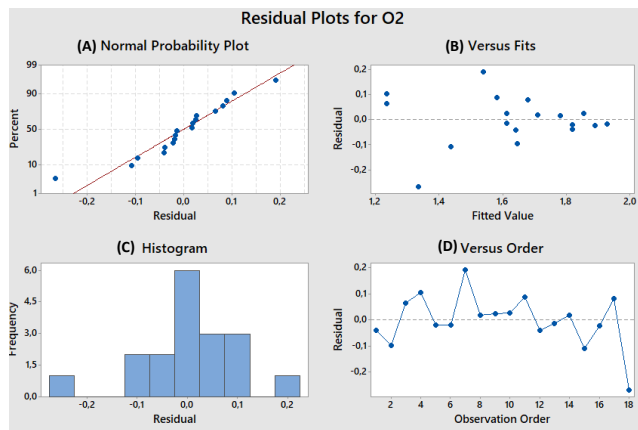 Residual Plots for O2
(A) Normal Probability Plot
99
90
50
10
1
Percent
-0,2 -0,1 0,0 0,1 0,2
Residual
(B) Versus Fits
0,2
0,1
0,0
-0,1
-0,2
Residual
1,2 1,4 1,6 1,8 2,0
Fitted Value
(C) Histogram
6,0
4,5
3,0
1,5
0,0
Frequency
-0,2 -0,1 0,0 0,1 0,2
Residual
(D) Versus Order
0,2
0,1
0,0
-0,1
-0,2
Residual
2 4 6 8 10 12 14 16 18
Observation Order